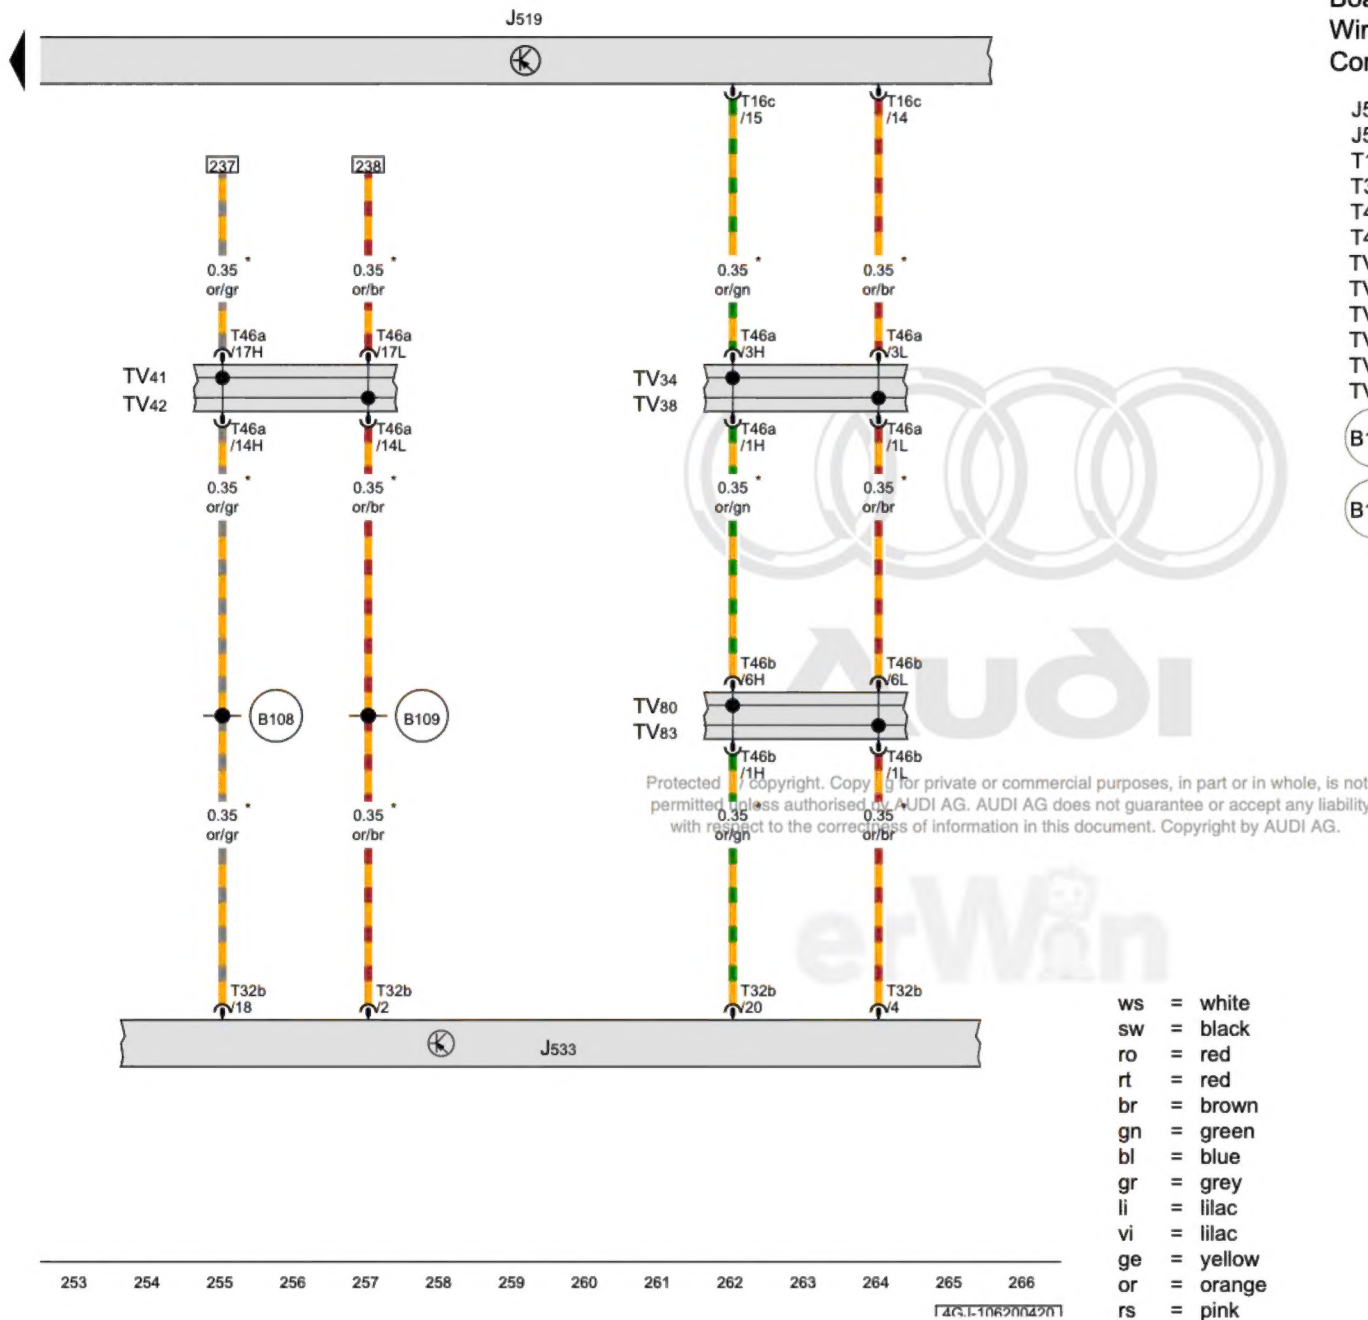 J519
T16c
/15
T16c
/14
237
238
0.35 *
or/gr
0.35 *
or/br
0.35 *
or/gn
0.35 *
or/br
T46a
/17H
T46a
/17L
T46a
/3H
T46a
/3L
TV41
TV42
TV34
TV38
T46a
/14H
T46a
/14L
T46a
/1H
T46a
/1L
0.35 *
or/gr
0.35 *
or/br
0.35 *
or/gn
0.35 *
or/br
T46b
/6H
T46b
/6L
B108
B109
TV80
TV83
T46b
/1H
T46b
/1L
Audi
Protected copyright. for private or commercial purposes, in part or in whole, is not
permitted unless authorised by AUDI AG. AUDI AG does not guarantee or accept any liability
with respect to the correctness of information in this document. Copyright by AUDI AG.
0.35 *
or/gr
0.35 *
or/br
0.35 *
or/gn
0.35 *
or/br
erWin
T32b
/18
T32b
/2
T32b
/20
T32b
/4
J533
ws = white
sw = black
ro = red
rt = red
br = brown
gn = green
bl = blue
gr = grey
li = lilac
vi = lilac
ge = yellow
or = orange
rs = pink
253 254 255 256 257 258 259 260 261 262 263 264 265 266
4GJ-106200420